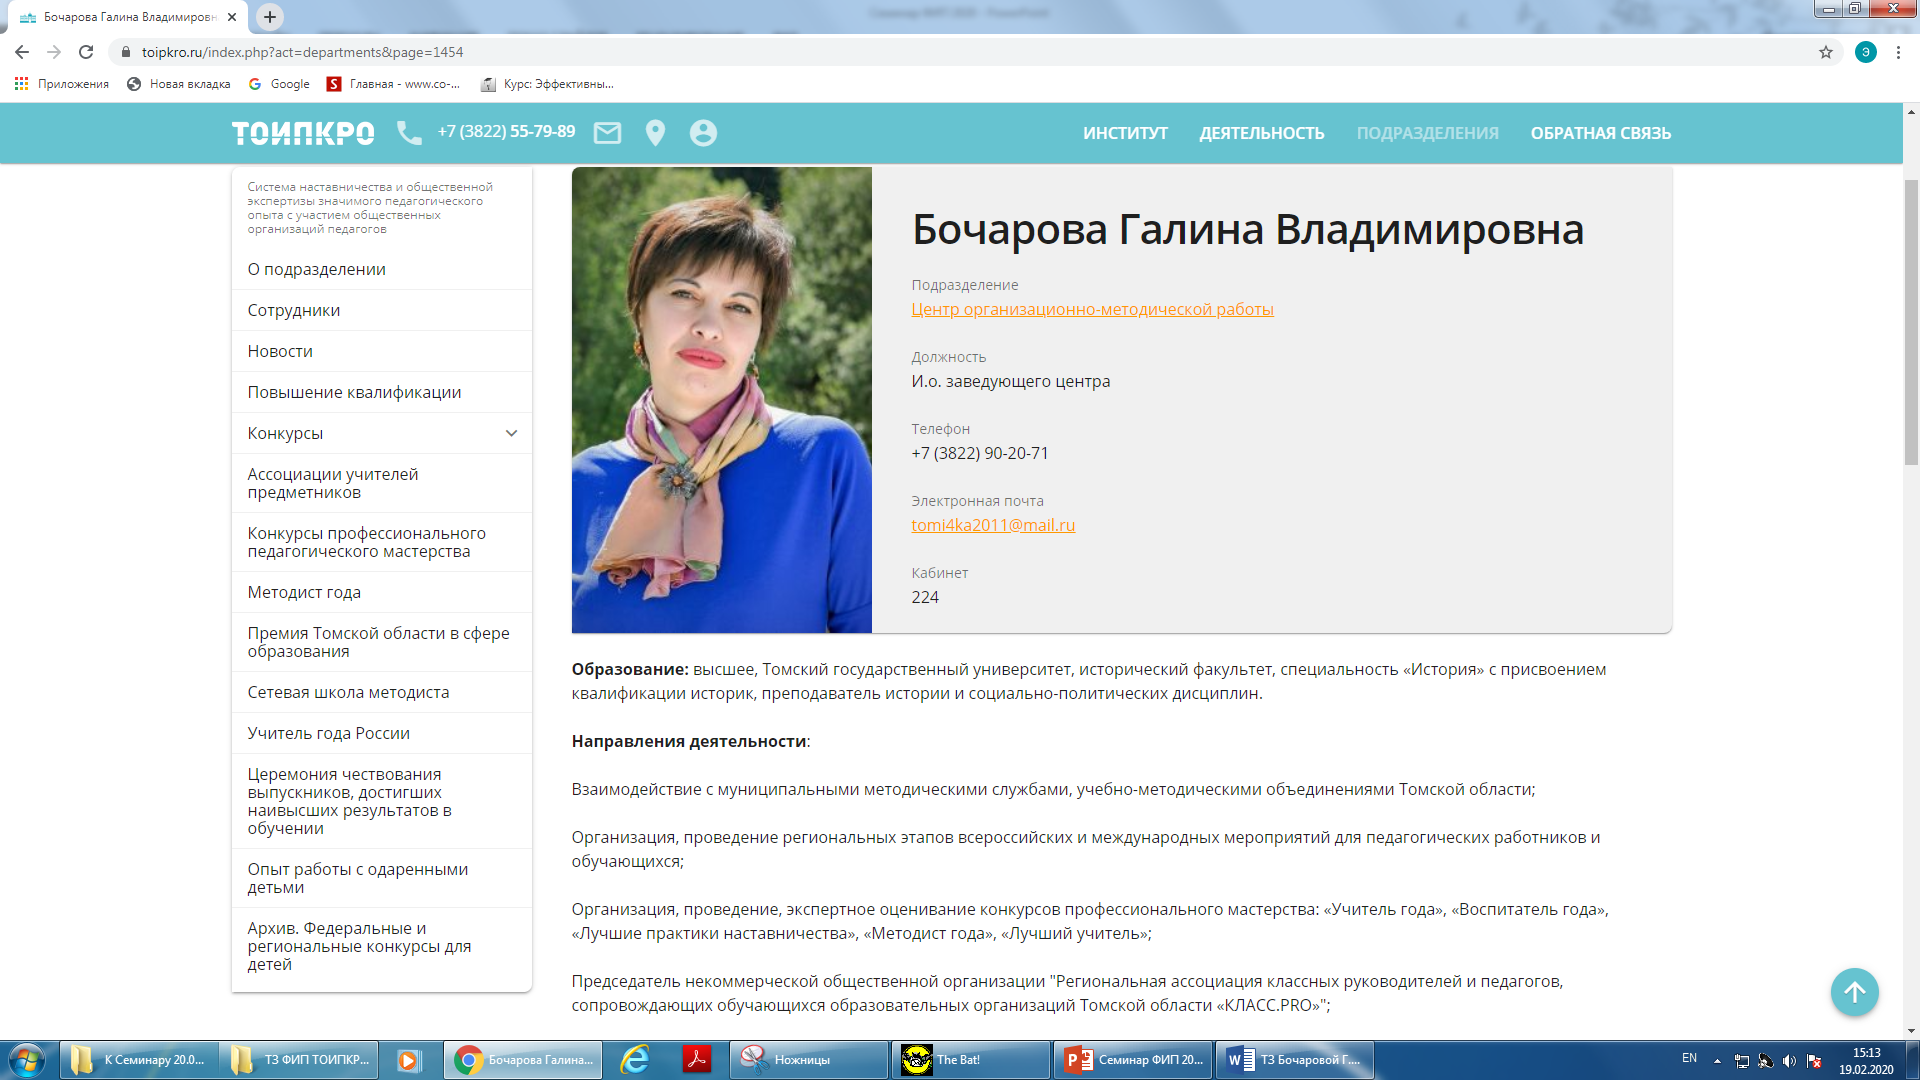 Бочарова Галина Владимировн
toipkro.ru/index.php?act=departments&page=1454
Э
Приложения
Новая вкладка
Google
Главная - www.co-...
Курс: Эффективны...
ТОИПКРО
+7 (3822) 55-79-89
ИНСТИТУТ
ДЕЯТЕЛЬНОСТЬ
ПОДРАЗДЕЛЕНИЯ
ОБРАТНАЯ СВЯЗЬ
Система наставничества и общественной
экспертизы значимого педагогического
опыта с участием общественных
организаций педагогов
О подразделении
Сотрудники
Новости
Повышение квалификации
Конкурсы
Ассоциации учителей
предметников
Конкурсы профессионального
педагогического мастерства
Методист года
Премия Томской области в сфере
образования
Сетевая школа методиста
Учитель года России
Церемония чествования
выпускников, достигших
наивысших результатов в
обучении
Опыт работы с одаренными
детьми
Архив. Федеральные и
региональные конкурсы для
детей
Бочарова Галина Владимировна
Подразделение
Центр организационно-методической работы
Должность
И.о. заведующего центра
Телефон
+7 (3822) 90-20-71
Электронная почта
tomi4ka2011@mail.ru
Кабинет
224
Образование: высшее, Томский государственный университет, исторический факультет, специальность «История» с присвоением
квалификации историк, преподаватель истории и социально-политических дисциплин.
Направления деятельности:
Взаимодействие с муниципальными методическими службами, учебно-методическими объединениями Томской области;
Организация, проведение региональных этапов всероссийских и международных мероприятий для педагогических работников и
обучающихся;
Организация, проведение, экспертное оценивание конкурсов профессионального мастерства: «Учитель года», «Воспитатель года»,
«Лучшие практики наставничества», «Методист года», «Лучший учитель»;
Председатель некоммерческой общественной организации "Региональная ассоциация классных руководителей и педагогов,
сопровождающих обучающихся образовательных организаций Томской области «КЛАСС.PRO»";
К Семинару 20.0...
ТЗ ФИП ТОИПКР...
Бочарова Галина...
Ножницы
The Bat!
Семинар ФИП 20...
ТЗ Бочаровой Г....
EN
15:13
19.02.2020